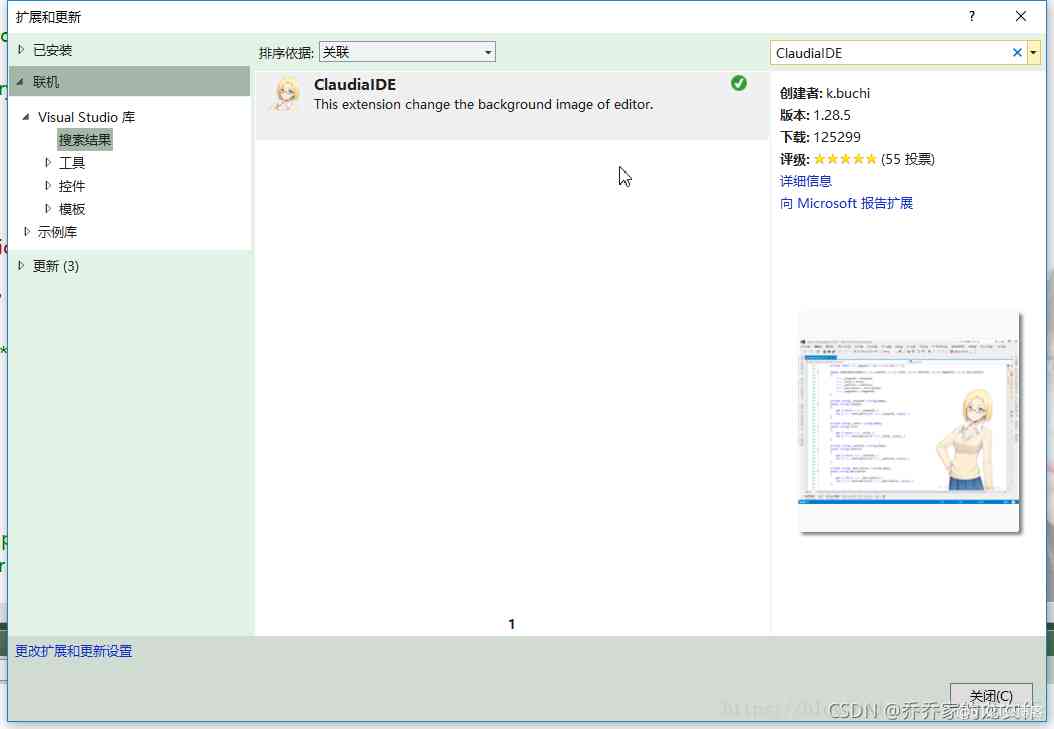 扩展和更新
?
已安装
排序依据: 关联
ClaudiaIDE
联机
ClaudiaIDE
This extension change the background image of editor.
创建者: k.buchi
版本: 1.28.5
下载: 125299
评级: (55 投票)
详细信息
向 Microsoft 报告扩展
Visual Studio 库
搜索结果
工具
控件
模板
示例库
更新 (3)
1
更改扩展和更新设置
关闭(C)
CSDN @乔乔家的龙女仆